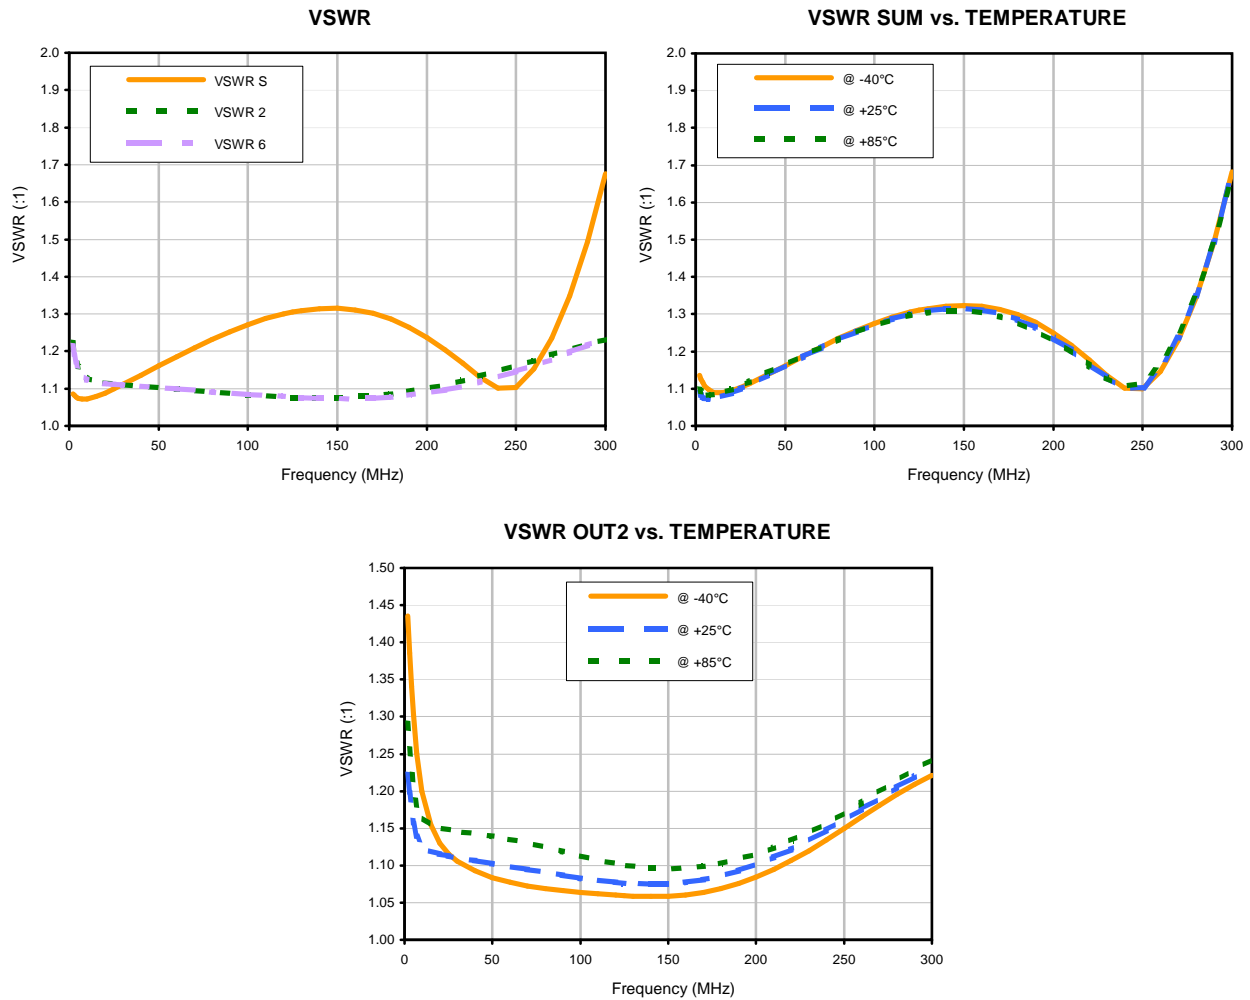 VSWR
2.0
1.9
1.8
1.7
1.6
1.5
1.4
1.3
1.2
1.1
1.0
VSWR (:1)
VSWR S
VSWR 2
VSWR 6
0 50 100 150 200 250 300
Frequency (MHz)
VSWR SUM vs. TEMPERATURE
2.0
1.9
1.8
1.7
1.6
1.5
1.4
1.3
1.2
1.1
1.0
VSWR (:1)
@ -40°C
@ +25°C
@ +85°C
0 50 100 150 200 250 300
Frequency (MHz)
VSWR OUT2 vs. TEMPERATURE
1.50
1.45
1.40
1.35
1.30
1.25
1.20
1.15
1.10
1.05
1.00
VSWR (:1)
@ -40°C
@ +25°C
@ +85°C
0 50 100 150 200 250 300
Frequency (MHz)